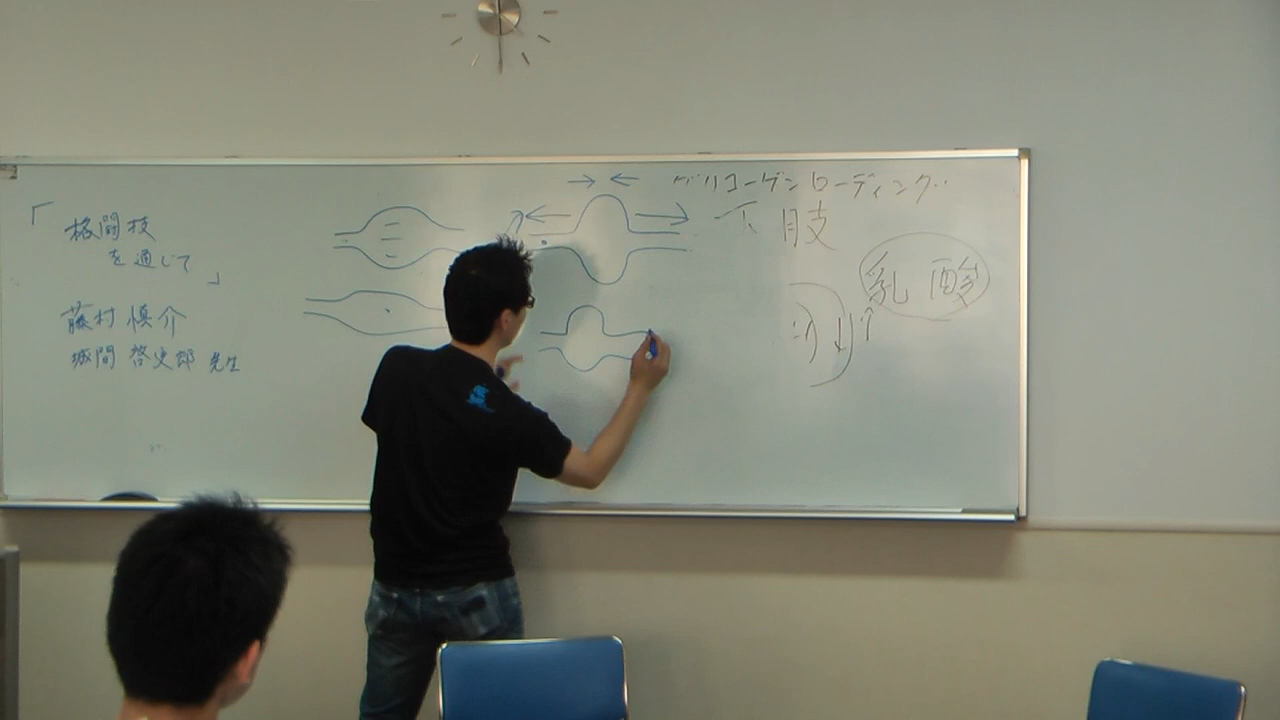 「格闘技
を通じて」
藤村 慎介
城間 啓史郎 先生
グリコーゲンローディング
下肢
乳酸